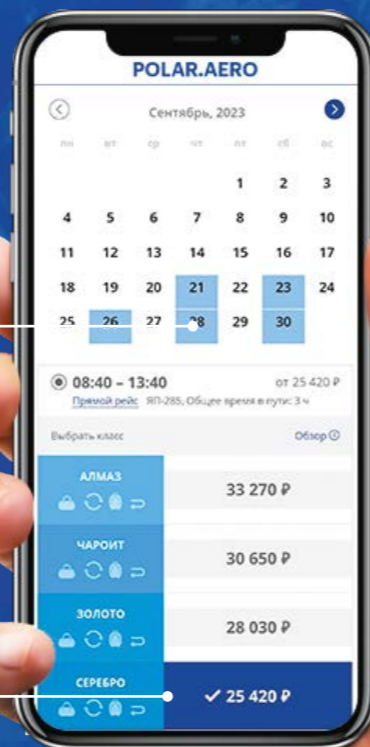 POLAR.AERO
Сентябрь, 2023
пн вт ср чт пт сб вс
1 2 3
4 5 6 7 8 9 10
11 12 13 14 15 16 17
18 19 20 21 22 23 24
25 26 27 28 29 30
08:40 – 13:40 от 25 420 ₽
Прямой рейс ЯП-285, Общее время в пути: 3 ч
Выбрать класс Обзор
АЛМАЗ
33 270 ₽
ЧАРОИТ
30 650 ₽
ЗОЛОТО
28 030 ₽
СЕРЕБРО
25 420 ₽